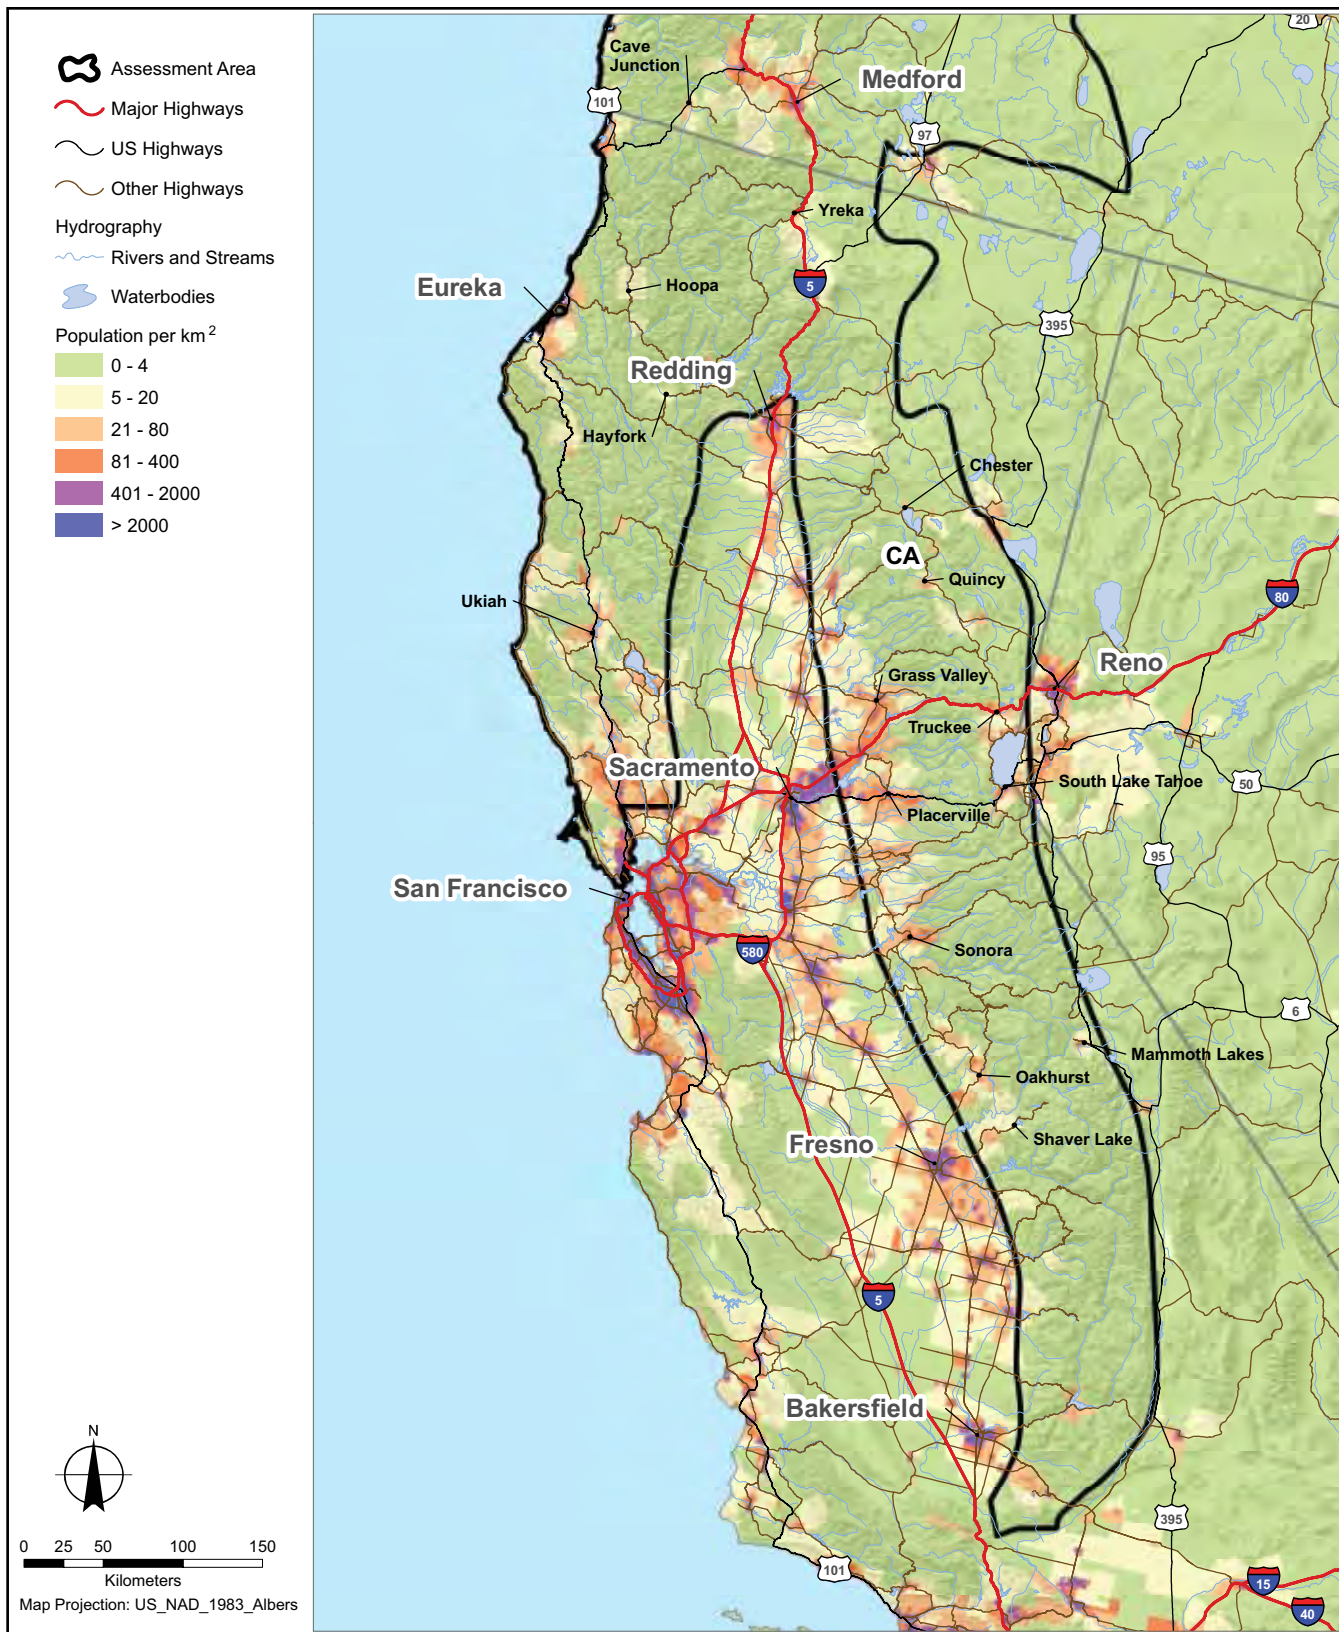 Assessment Area
Major Highways
US Highways
Other Highways
Hydrography
Rivers and Streams
Waterbodies
Population per km 2
0 - 4
5 - 20
21 - 80
81 - 400
401 - 2000
> 2000
N
0 25 50 100 150
Kilometers
Map Projection: US_NAD_1983_Albers
20
Cave
Junction
Medford
101
97
Yreka
5
Hoopa
Eureka
395
Redding
Hayfork
Chester
CA
Quincy
80
Ukiah
Reno
Grass Valley
Truckee
Sacramento
South Lake Tahoe
50
Placerville
95
San Francisco
580
Sonora
6
Mammoth Lakes
Oakhurst
Shaver Lake
Fresno
5
Bakersfield
395
101
15
40